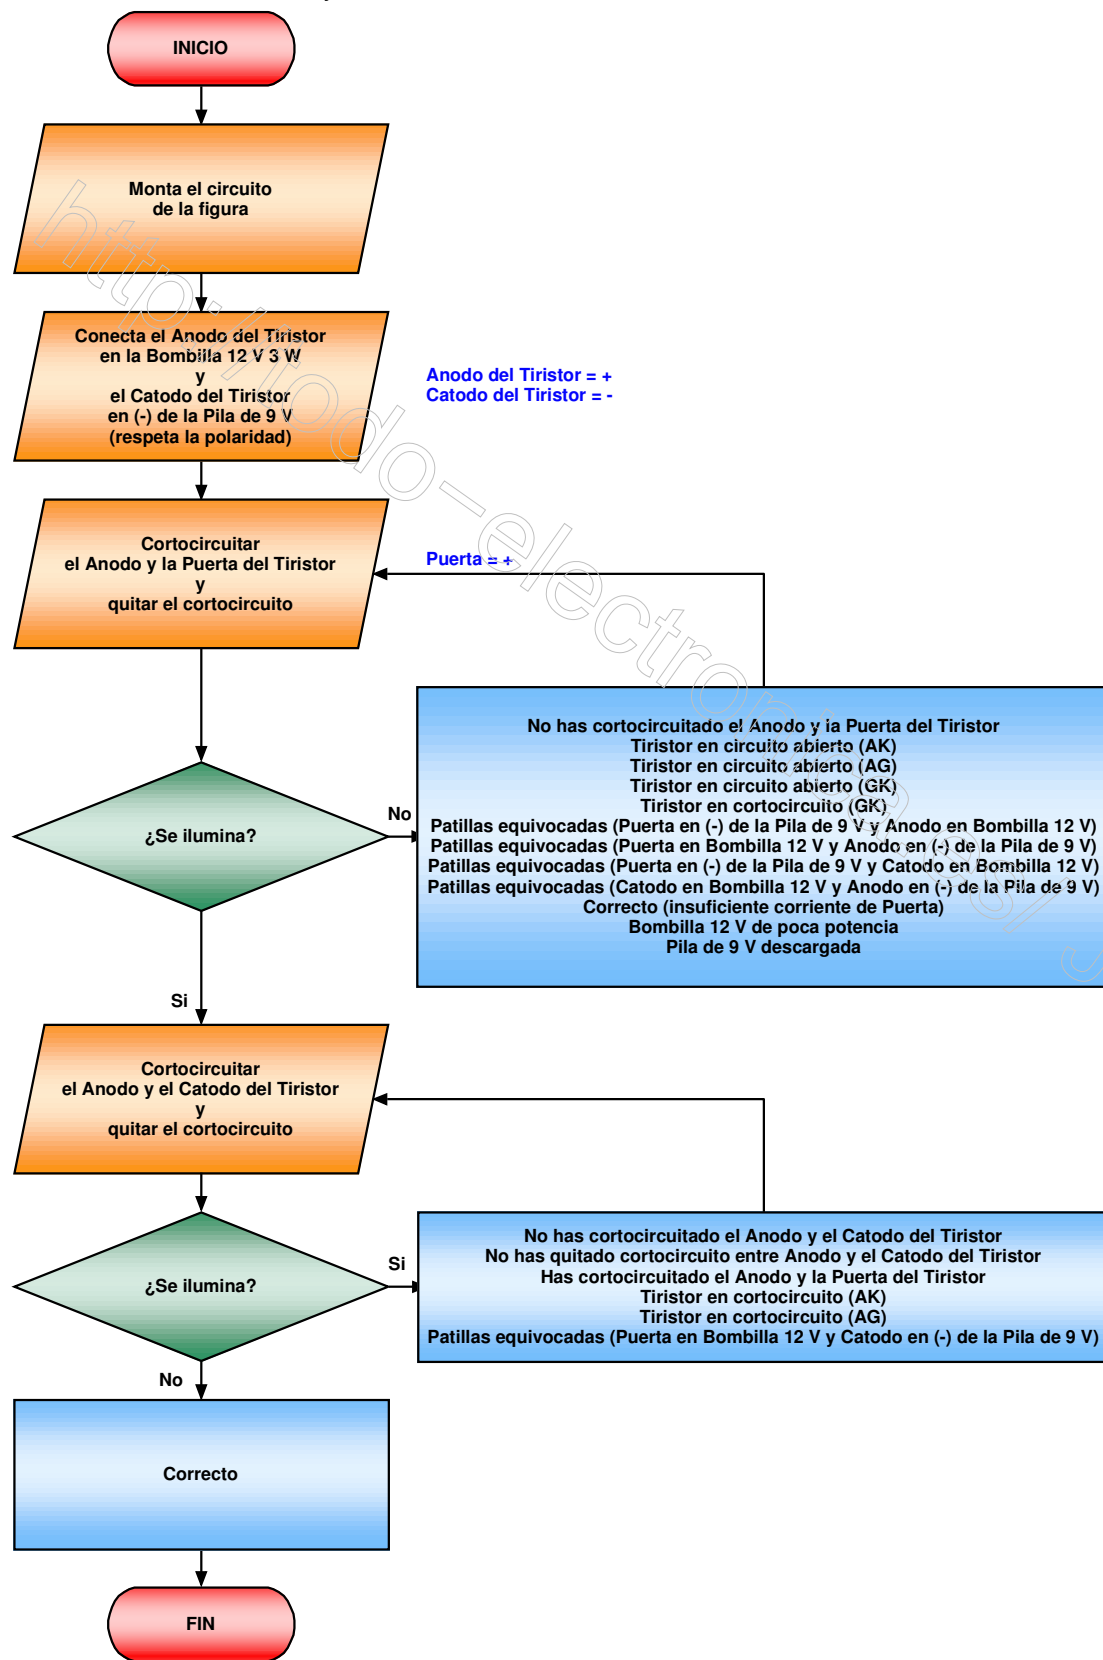 INICIO
Monta el circuito
de la figura
Conecta el Anodo del Tiristor
en la Bombilla 12 V 3 W
y
el Catodo del Tiristor
en (-) de la Pila de 9 V
(respeta la polaridad)
Anodo del Tiristor = +
Catodo del Tiristor = -
Cortocircuitar
el Anodo y la Puerta del Tiristor
y
quitar el cortocircuito
Puerta = +
¿Se ilumina?
No
No has cortocircuitado el Anodo y la Puerta del Tiristor
Tiristor en circuito abierto (AK)
Tiristor en circuito abierto (AG)
Tiristor en circuito abierto (GK)
Tiristor en cortocircuito (GK)
Patillas equivocadas (Puerta en (-) de la Pila de 9 V y Anodo en Bombilla 12 V)
Patillas equivocadas (Puerta en Bombilla 12 V y Anodo en (-) de la Pila de 9 V)
Patillas equivocadas (Puerta en (-) de la Pila de 9 V y Catodo en Bombilla 12 V)
Patillas equivocadas (Catodo en Bombilla 12 V y Anodo en (-) de la Pila de 9 V)
Correcto (insuficiente corriente de Puerta)
Bombilla 12 V de poca potencia
Pila de 9 V descargada
Si
Cortocircuitar
el Anodo y el Catodo del Tiristor
y
quitar el cortocircuito
¿Se ilumina?
Si
No has cortocircuitado el Anodo y el Catodo del Tiristor
No has quitado cortocircuito entre Anodo y el Catodo del Tiristor
Has cortocircuitado el Anodo y la Puerta del Tiristor
Tiristor en cortocircuito (AK)
Tiristor en cortocircuito (AG)
Patillas equivocadas (Puerta en Bombilla 12 V y Catodo en (-) de la Pila de 9 V)
No
Correcto
FIN